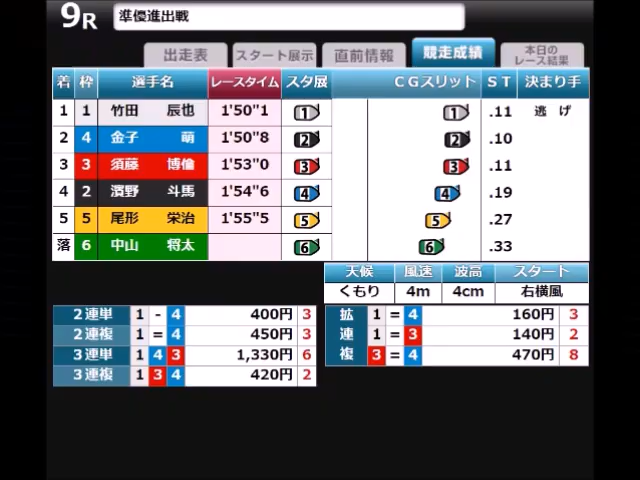 9R 準優進出戦
出走表 スタート展示 直前情報 競走成績 本日のレース結果
着 枠 選手名 レースタイム スタ展 CGスリット ST 決まり手
1 1 竹田 辰也 1'50"1 1 1 .11 逃げ
2 4 金子 萌 1'50"8 2 2 .10
3 3 須藤 博倫 1'53"0 3 3 .11
4 2 濱野 斗馬 1'54"6 4 4 .19
5 5 尾形 栄治 1'55"5 5 5 .27
落 6 中山 将太 6 6 .33
天候 風速 波高 スタート
くもり 4m 4cm 右横風
2連単 1 - 4 400円 3
2連複 1 = 4 450円 3
3連単 1 4 3 1,330円 6
3連複 1 3 4 420円 2
拡 1 = 4 160円 3
連 1 = 3 140円 2
複 3 = 4 470円 8